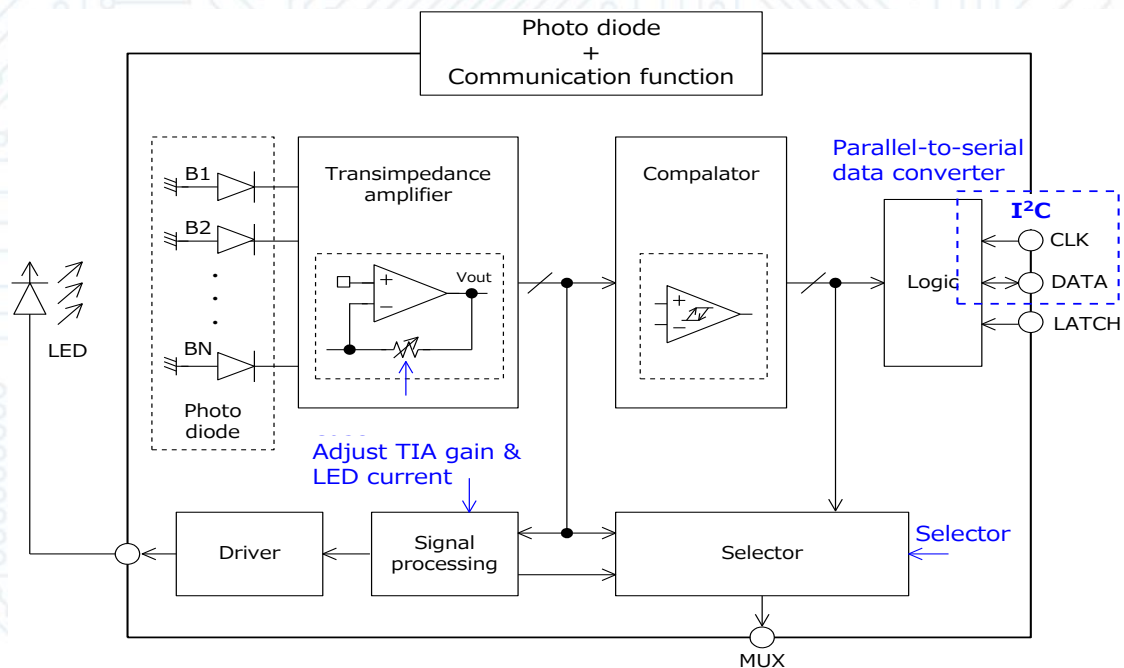 Photo diode
+
Communication function
B1
B2
BN
Photo
diode
Transimpedance
amplifier
+
−
Vout
Compalator
+
−
Parallel-to-serial
data converter
I²C
CLK
DATA
LATCH
Logic
LED
Adjust TIA gain &
LED current
Driver
Signal
processing
Selector
Selector
MUX